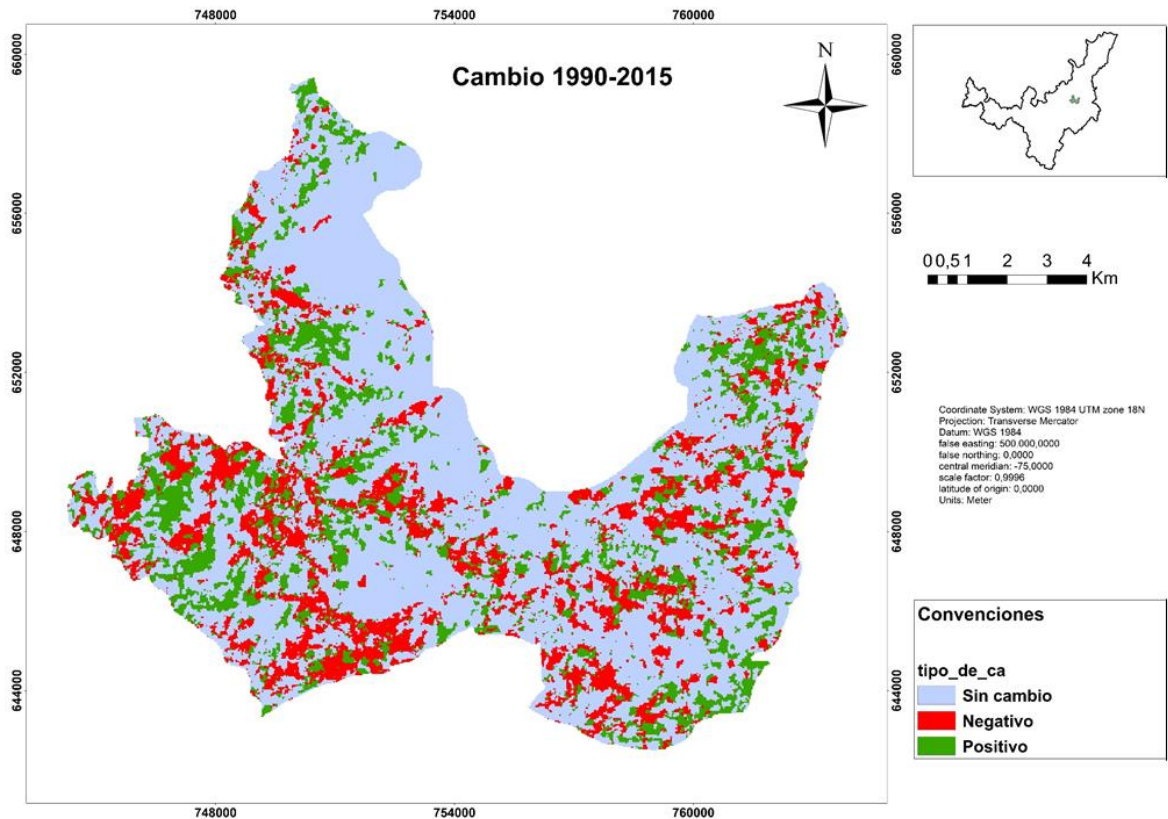 748000 754000 760000
Cambio 1990-2015
N
660000 660000
656000 656000
652000 652000
648000 648000
644000 644000
748000 754000 760000
0 0,5 1 2 3 4
Km
Coordinate System: WGS 1984 UTM zone 18N
Projection: Transverse Mercator
Datum: WGS 1984
false easting: 500.000,0000
false northing: 0,0000
central meridian: -75,0000
scale factor: 0,9996
latitude of origin: 0,0000
Units: Meter
Convenciones
tipo_de_ca
Sin cambio
Negativo
Positivo